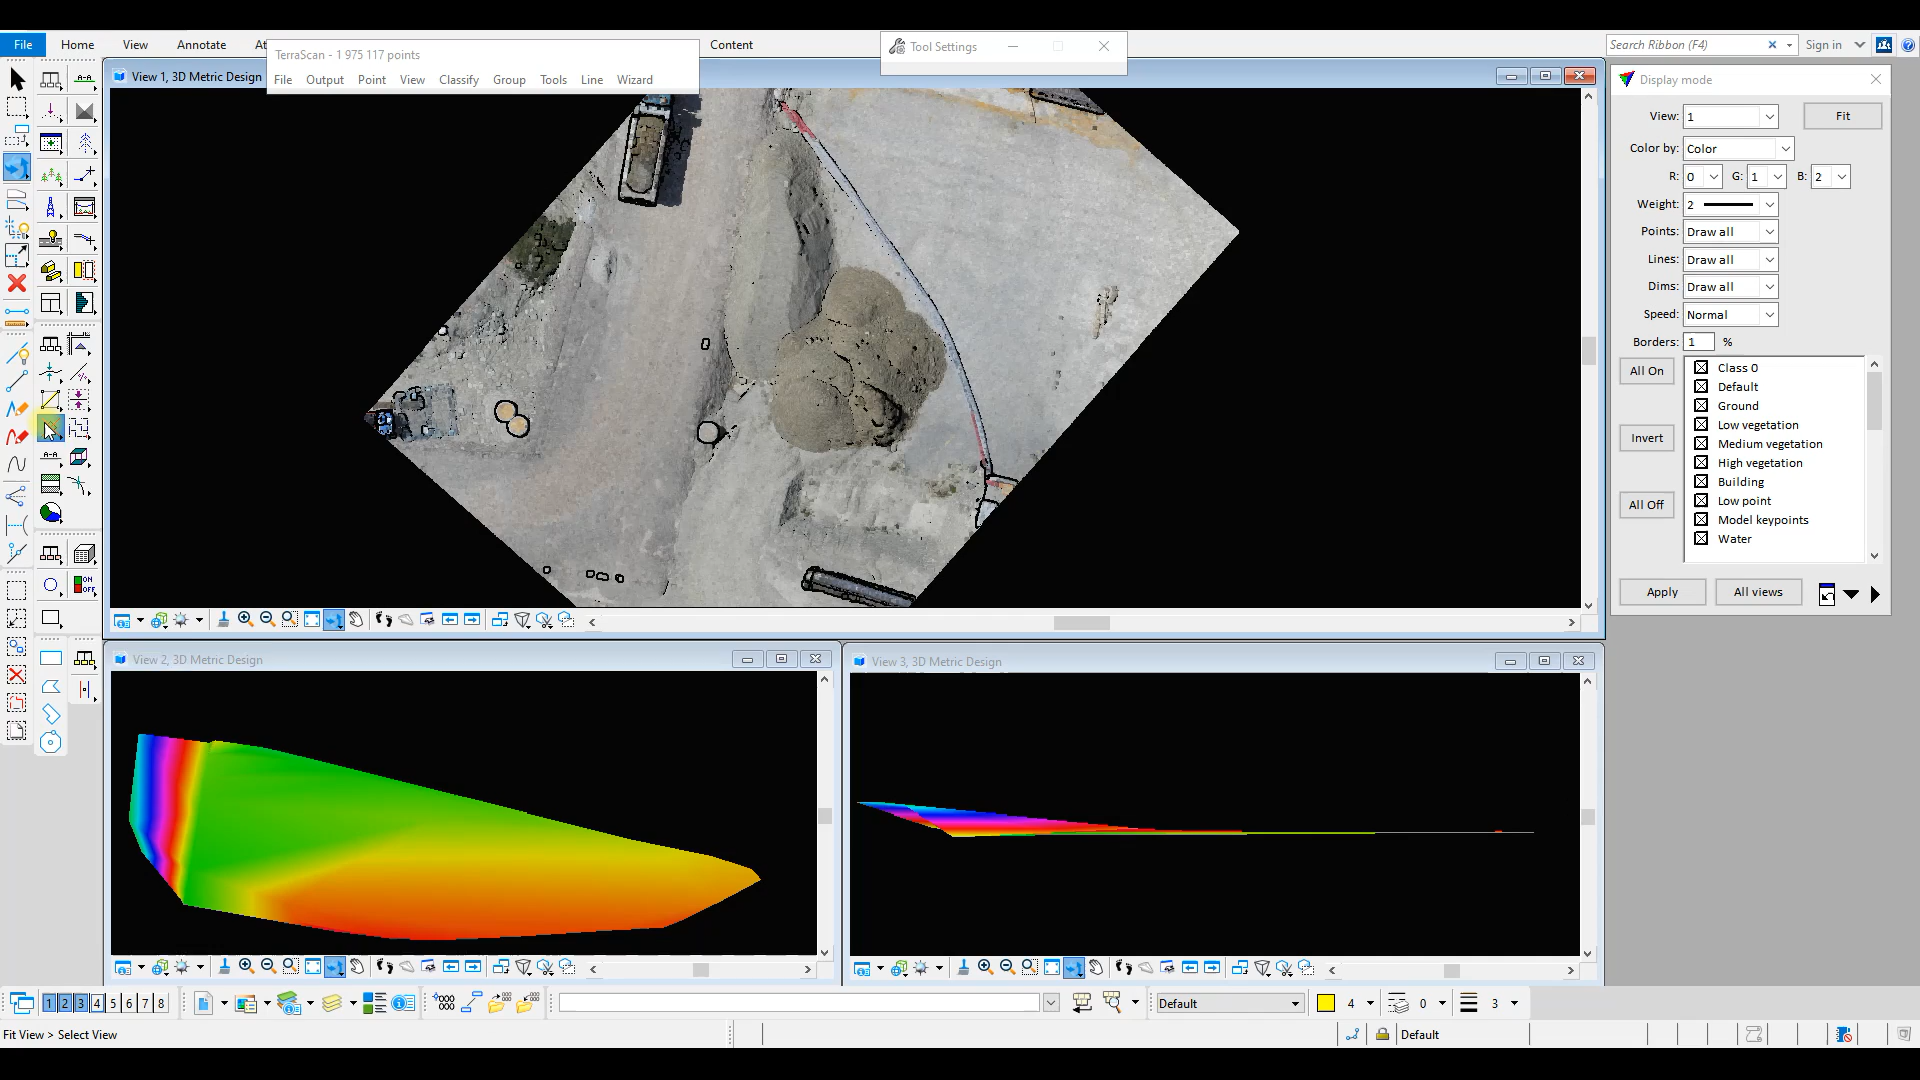 File
Home
View
Annotate
At
Content
Search Ribbon (F4)
Sign in
TerraScan - 1 975 117 points
File
Output
Point
View
Classify
Group
Tools
Line
Wizard
Tool Settings
View 1, 3D Metric Design
Display mode
View:
1
Fit
Color by:
Color
R:
0
G:
1
B:
2
Weight:
2
Points:
Draw all
Lines:
Draw all
Dims:
Draw all
Speed:
Normal
Borders:
1
%
All On
Invert
All Off
Class 0
Default
Ground
Low vegetation
Medium vegetation
High vegetation
Building
Low point
Model keypoints
Water
Apply
All views
ON
OFF
View 2, 3D Metric Design
View 3, 3D Metric Design
1 2 3 4 5 6 7 8
Default
4
0
3
Fit View > Select View
Default